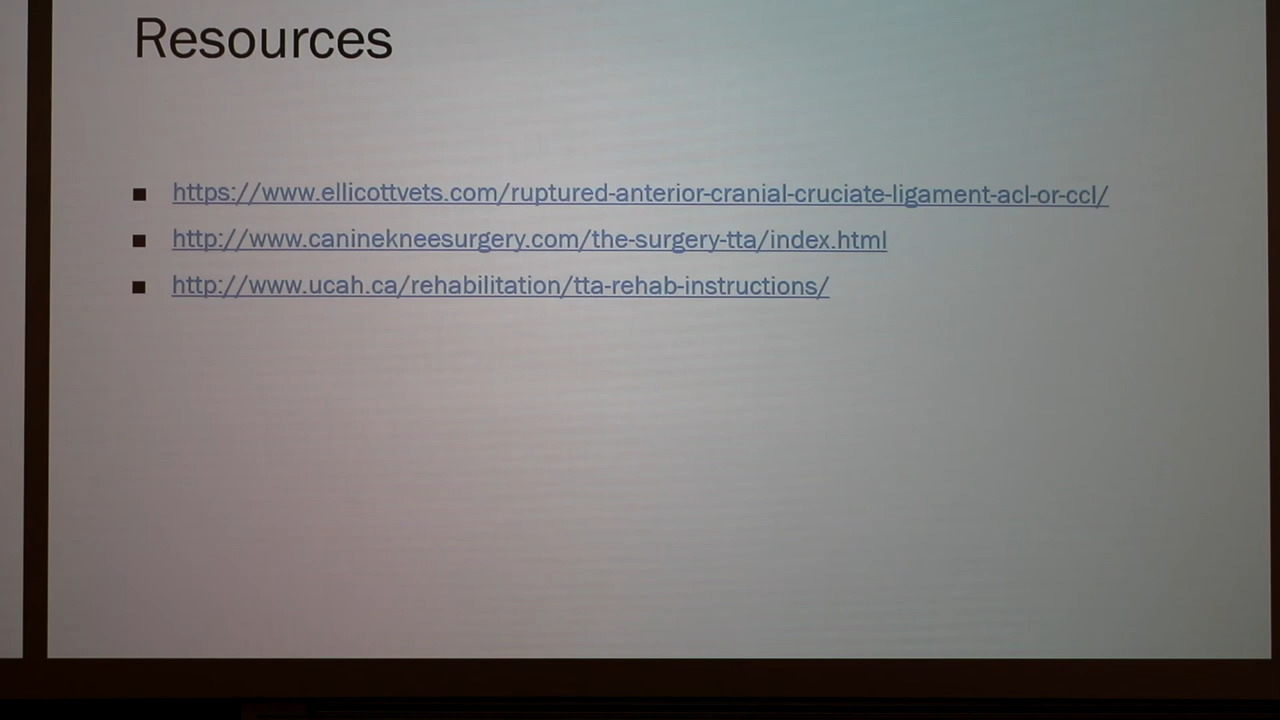 Resources
https://www.ellicottvets.com/ruptured-anterior-cranial-cruciate-ligament-acl-or-ccl/
http://www.caninekneesurgery.com/the-surgery-tta/index.html
http://www.ucah.ca/rehabilitation/tta-rehab-instructions/